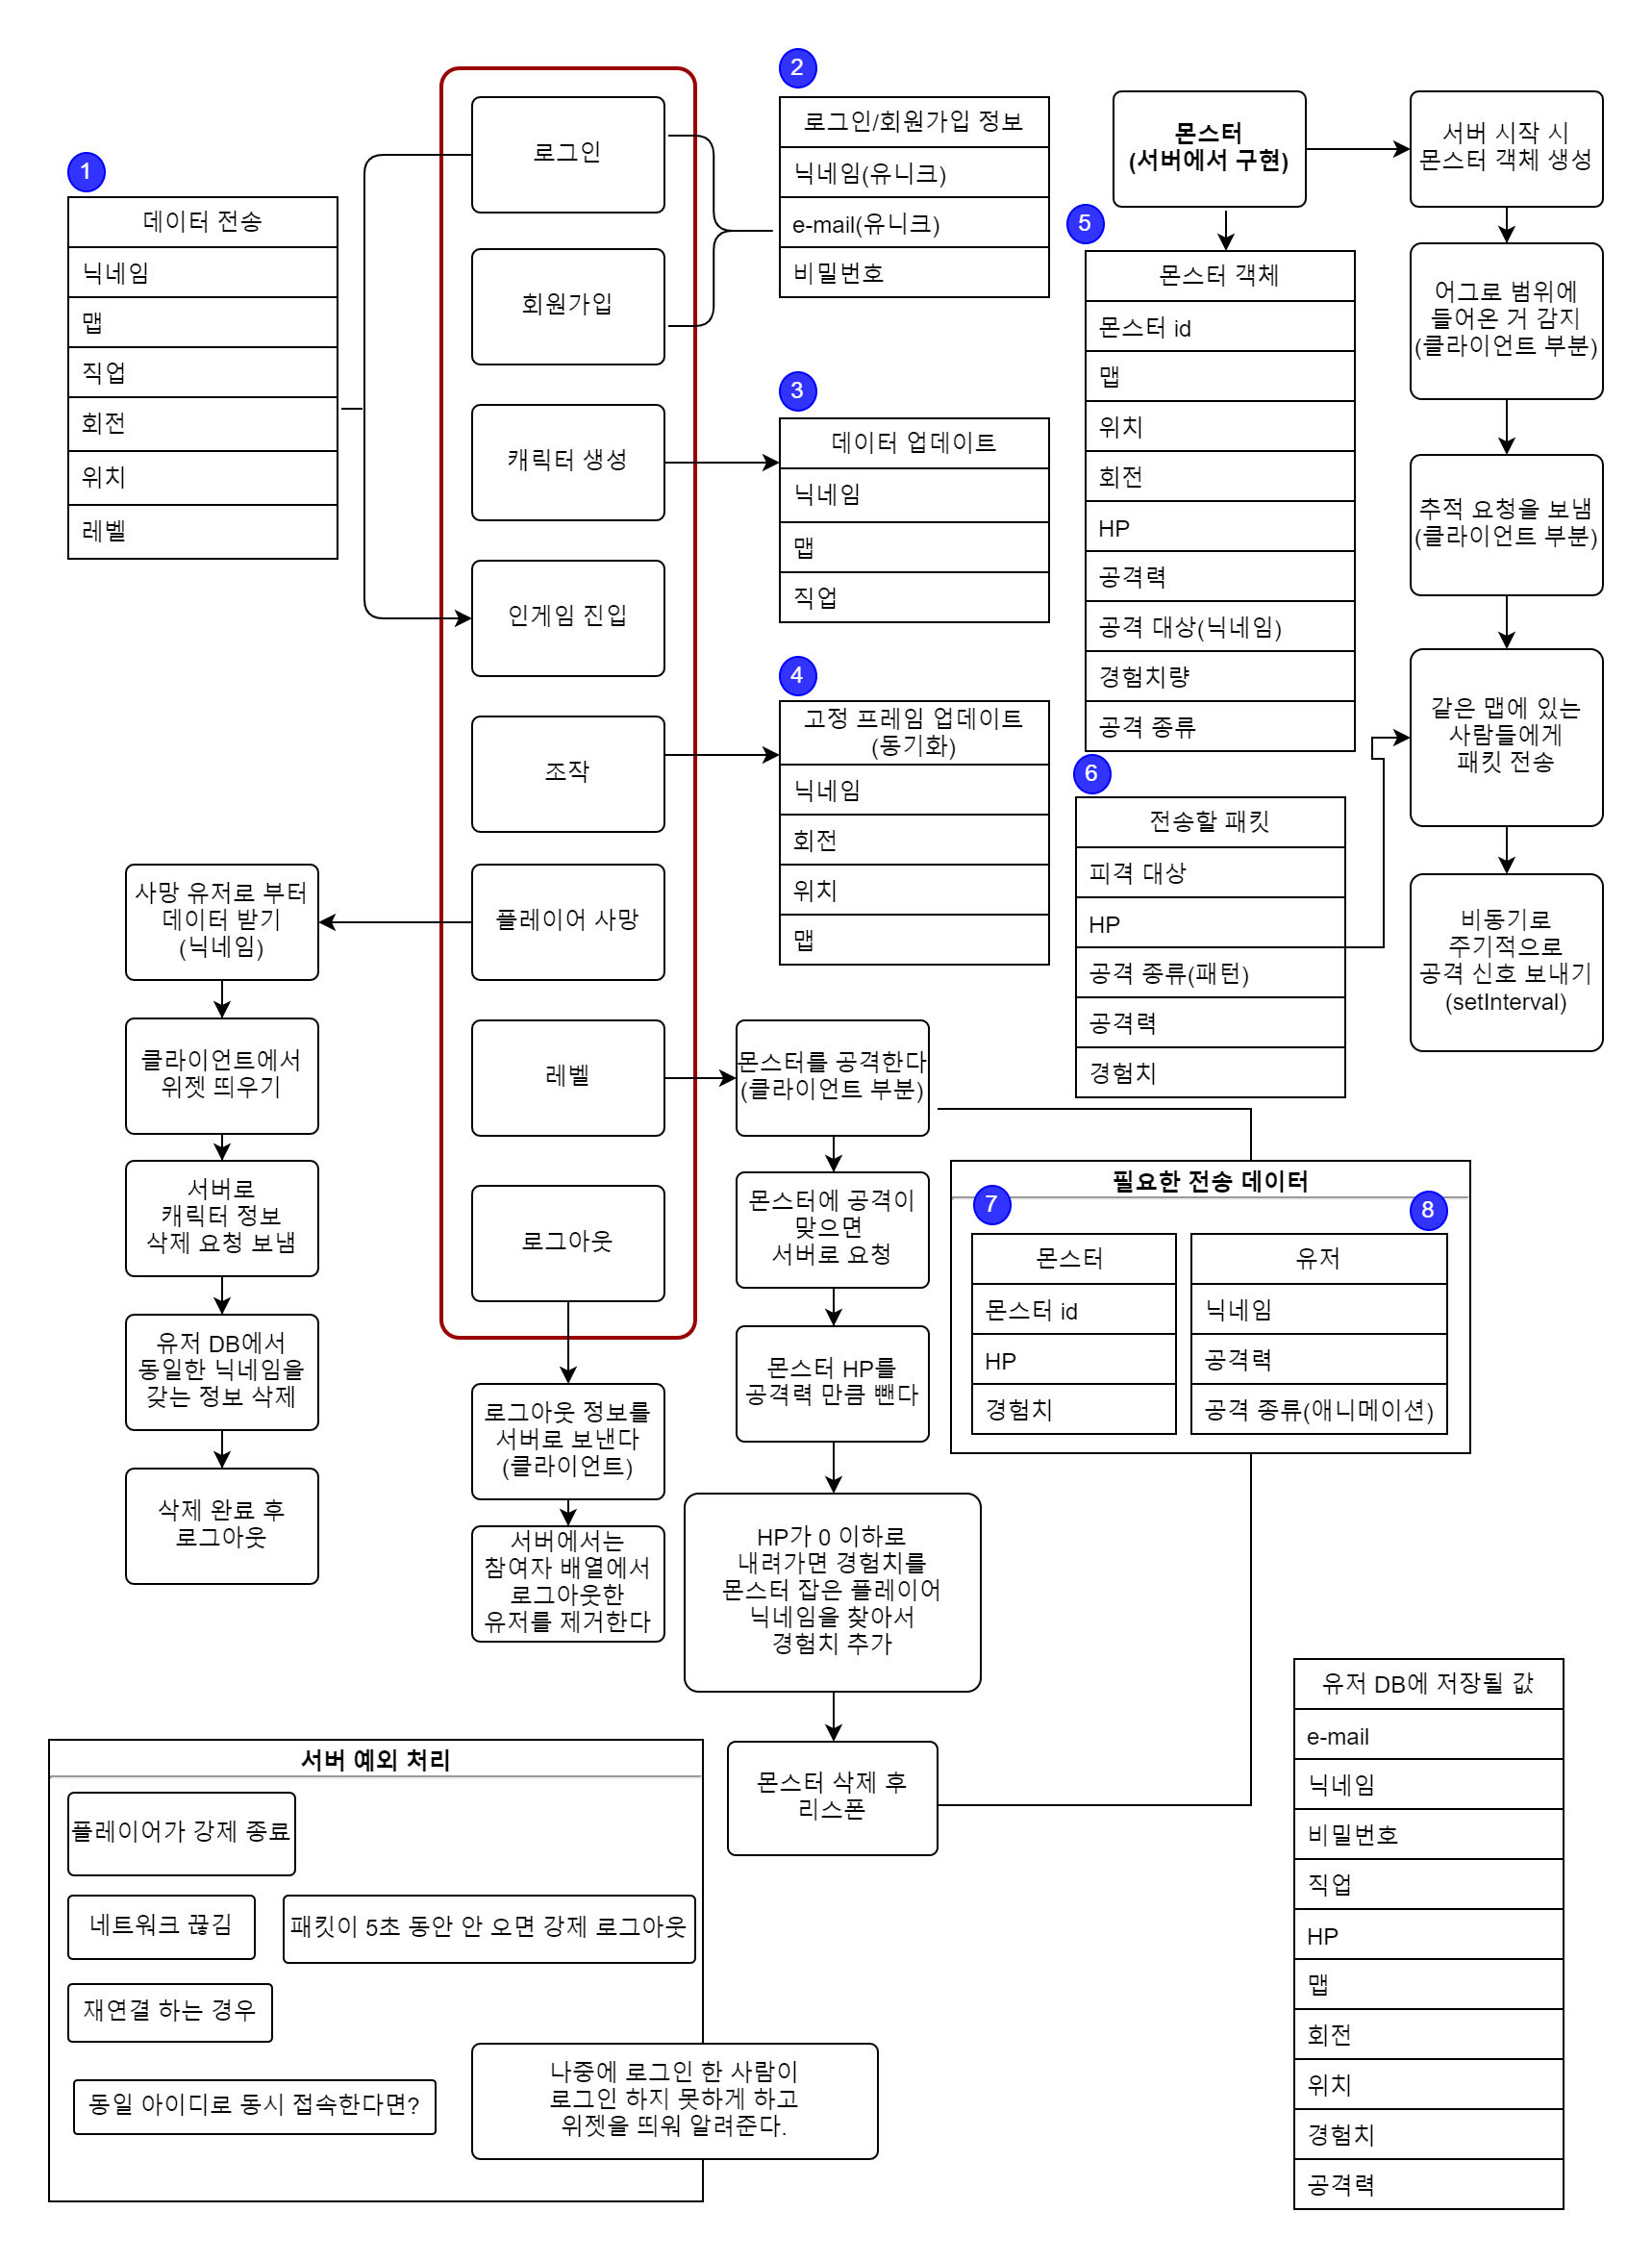 1
데이터 전송
닉네임
맵
직업
회전
위치
레벨
로그인
회원가입
캐릭터 생성
인게임 진입
조작
플레이어 사망
레벨
로그아웃
2
로그인/회원가입 정보
닉네임(유니크)
e-mail(유니크)
비밀번호
3
데이터 업데이트
닉네임
맵
직업
4
고정 프레임 업데이트
(동기화)
닉네임
회전
위치
맵
몬스터
(서버에서 구현)
5
몬스터 객체
몬스터 id
맵
위치
회전
HP
공격력
공격 대상(닉네임)
경험치량
공격 종류
6
전송할 패킷
피격 대상
HP
공격 종류(패턴)
공격력
경험치
서버 시작 시
몬스터 객체 생성
어그로 범위에
들어온 거 감지
(클라이언트 부분)
추적 요청을 보냄
(클라이언트 부분)
같은 맵에 있는
사람들에게
패킷 전송
비동기로
주기적으로
공격 신호 보내기
(setInterval)
사망 유저로 부터
데이터 받기
(닉네임)
클라이언트에서
위젯 띄우기
서버로
캐릭터 정보
삭제 요청 보냄
유저 DB에서
동일한 닉네임을
갖는 정보 삭제
삭제 완료 후
로그아웃
로그아웃 정보를
서버로 보낸다
(클라이언트)
서버에서는
참여자 배열에서
로그아웃한
유저를 제거한다
몬스터를 공격한다
(클라이언트 부분)
몬스터에 공격이
맞으면
서버로 요청
몬스터 HP를
공격력 만큼 뺀다
HP가 0 이하로
내려가면 경험치를
몬스터 잡은 플레이어
닉네임을 찾아서
경험치 추가
몬스터 삭제 후
리스폰
필요한 전송 데이터
7
몬스터
몬스터 id
HP
경험치
8
유저
닉네임
공격력
공격 종류(애니메이션)
서버 예외 처리
플레이어가 강제 종료
네트워크 끊김
패킷이 5초 동안 안 오면 강제 로그아웃
재연결 하는 경우
동일 아이디로 동시 접속한다면?
나중에 로그인 한 사람이
로그인 하지 못하게 하고
위젯을 띄워 알려준다.
유저 DB에 저장될 값
e-mail
닉네임
비밀번호
직업
HP
맵
회전
위치
경험치
공격력